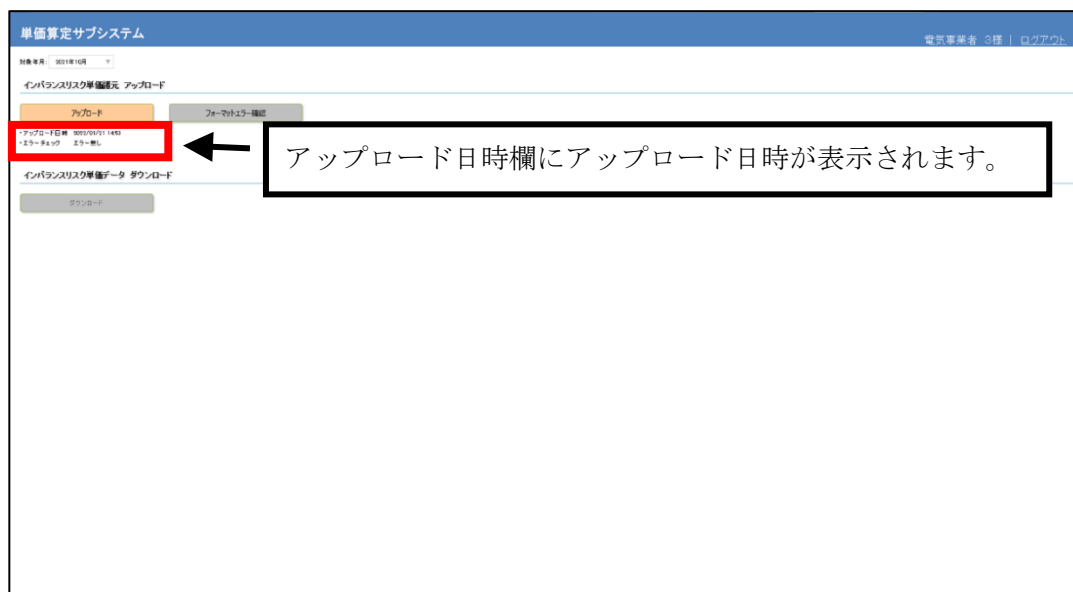 単価算定サブシステム
電気事業者 3様 | ログアウト
対象年月: 2021年10月
インバランスリスク単価諸元 アップロード
アップロード
フォーマットエラー確認
・アップロード日時 2022/01/21 14:53
・エラーチェック エラー無し
アップロード日時欄にアップロード日時が表示されます。
インバランスリスク単価データ ダウンロード
ダウンロード